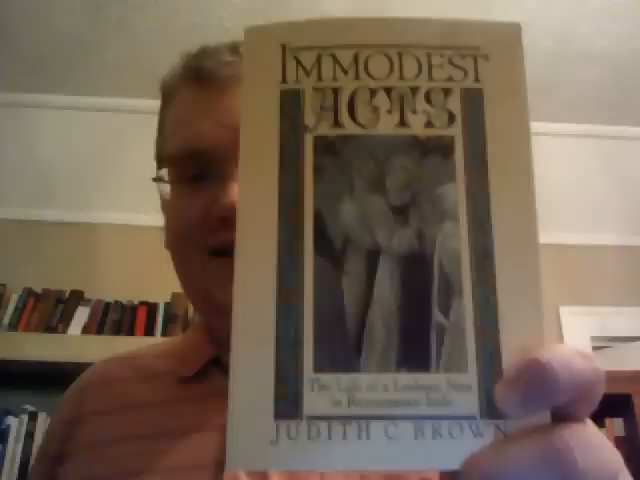 IMMODEST
ACTS
The Life of a Lesbian Nun
in Renaissance Italy
JUDITH C. BROWN